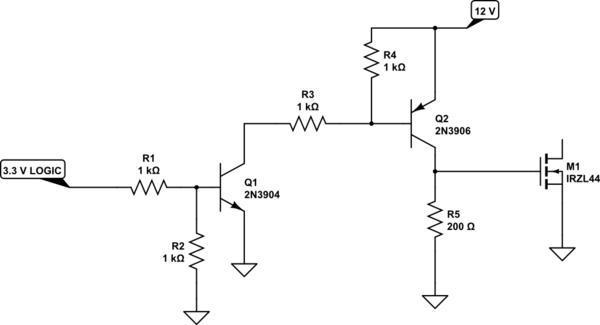 12 V
R4
1 kΩ
R3
1 kΩ
Q2
2N3906
R1
1 kΩ
3.3 V LOGIC
Q1
2N3904
M1
IRZL44
R2
1 kΩ
R5
200 Ω